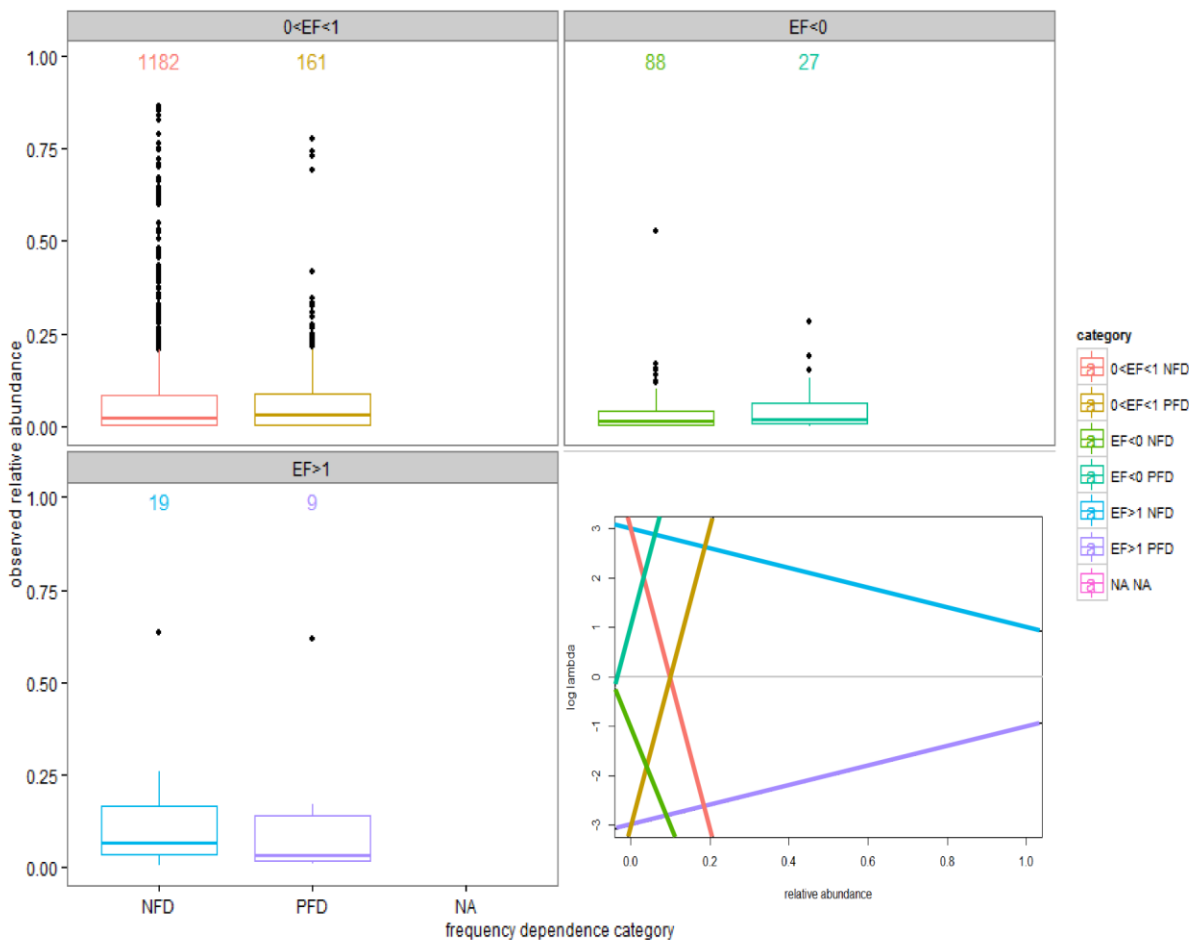 0<EF<1
EF<0
1.00
1182
161
88
27
0.75
0.50
0.25
0.00
observed relative abundance
EF>1
1.00
19
9
0.75
0.50
0.25
0.00
NFD
PFD
NA
frequency dependence category
log lambda
3
2
1
0
-1
-2
-3
0.0
0.2
0.4
0.6
0.8
1.0
relative abundance
category
a 0<EF<1 NFD
a 0<EF<1 PFD
a EF<0 NFD
a EF<0 PFD
a EF>1 NFD
a EF>1 PFD
a NA NA